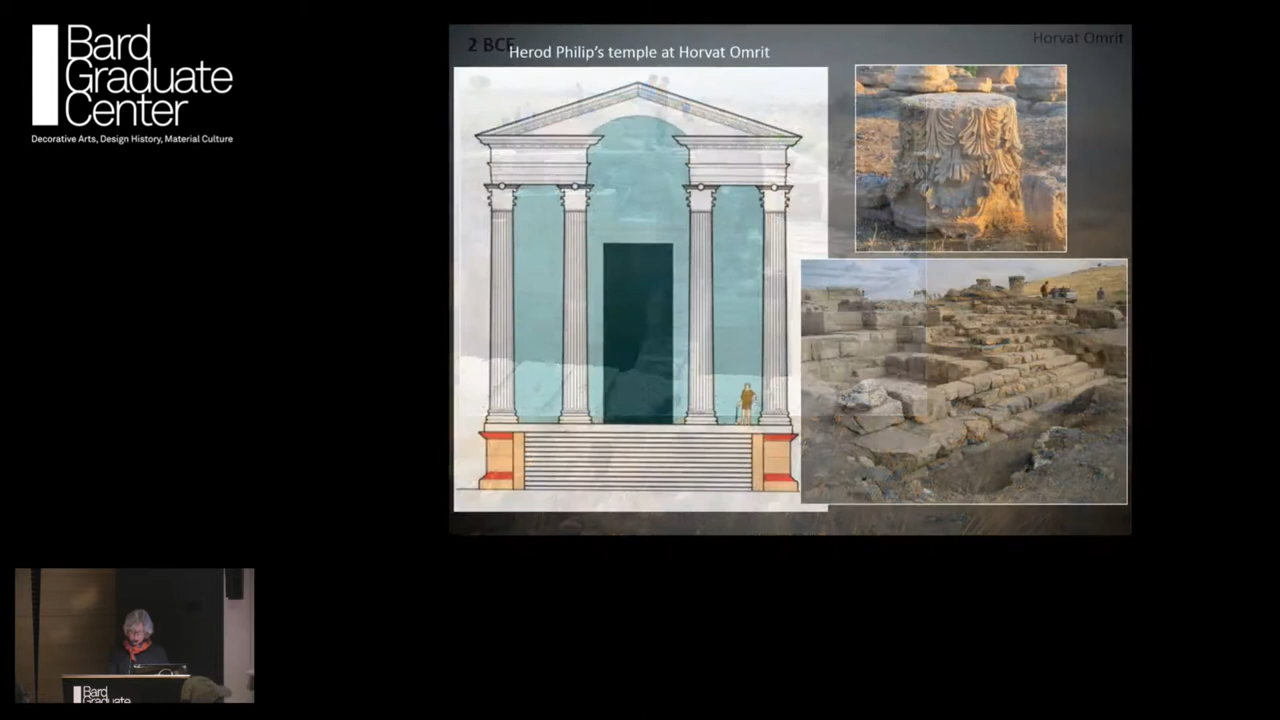 Bard
Graduate
Center
Decorative Arts, Design History, Material Culture
2 BCE
Horvat Omrit
Herod Philip's temple at Horvat Omrit
Bard
Graduate